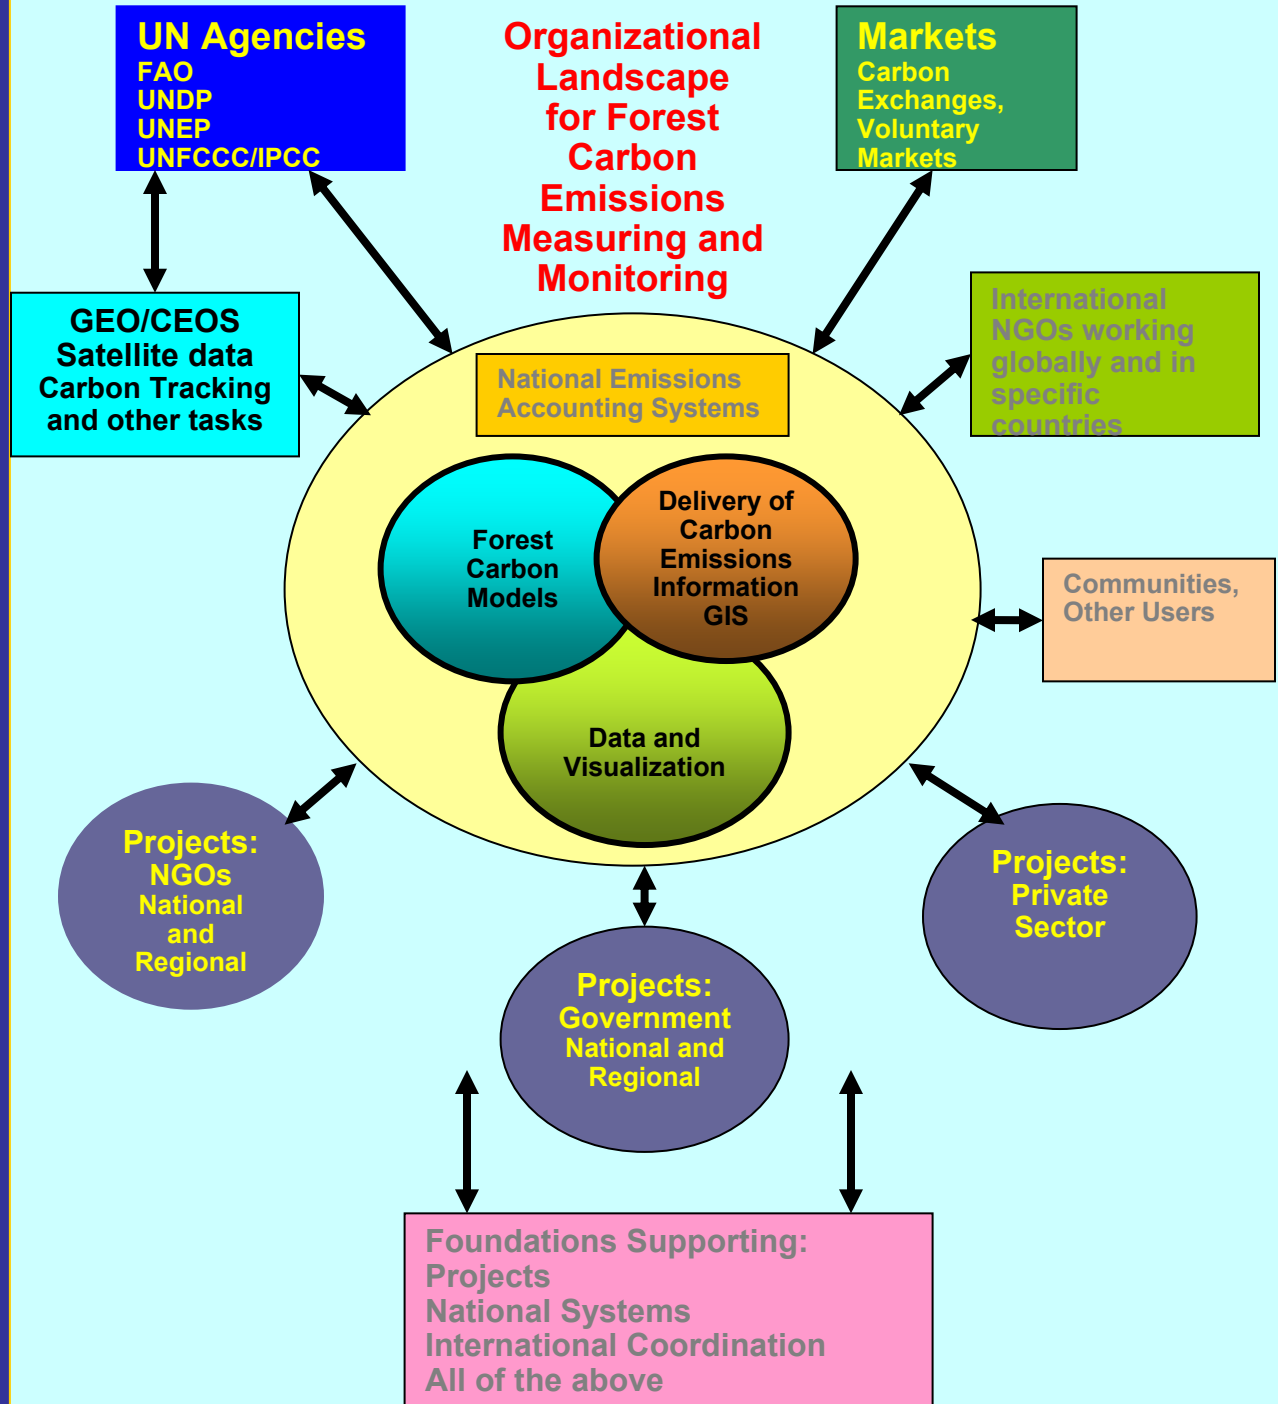 UN Agencies
FAO
UNDP
UNEP
UNFCCC/IPCC
Organizational
Landscape
for Forest
Carbon
Emissions
Measuring and
Monitoring
Markets
Carbon
Exchanges,
Voluntary
Markets
GEO/CEOS
Satellite data
Carbon Tracking
and other tasks
National Emissions
Accounting Systems
International
NGOs working
globally and in
specific
countries
Forest
Carbon
Models
Delivery of
Carbon
Emissions
Information
GIS
Communities,
Other Users
Data and
Visualization
Projects:
NGOs
National
and
Regional
Projects:
Government
National and
Regional
Projects:
Private
Sector
Foundations Supporting:
Projects
National Systems
International Coordination
All of the above